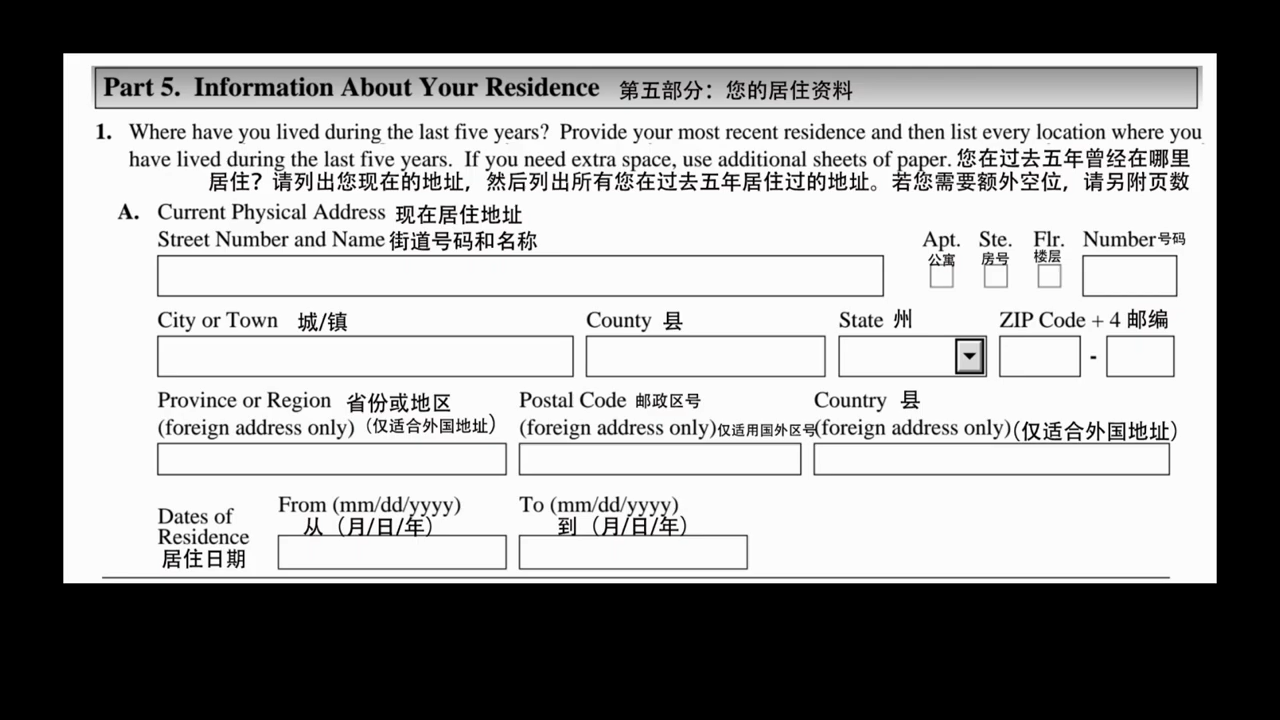 Part 5. Information About Your Residence 第五部分：您的居住资料
1. Where have you lived during the last five years? Provide your most recent residence and then list every location where you
have lived during the last five years. If you need extra space, use additional sheets of paper. 您在过去五年曾经在哪里
居住？请列出您现在的地址，然后列出所有您在过去五年居住过的地址。若您需要额外空位，请另附页数
A. Current Physical Address 现在居住地址
Street Number and Name 街道号码和名称
Apt. Ste. Flr. Number 号码
公寓 房号 楼层
City or Town 城/镇 County 县 State 州 ZIP Code + 4 邮编
-
Province or Region 省份或地区 Postal Code 邮政区号 Country 县
(foreign address only)（仅适合外国地址） (foreign address only)仅适用国外区号 (foreign address only)(仅适合外国地址)
From (mm/dd/yyyy) To (mm/dd/yyyy)
从（月/日/年） 到（月/日/年）
Dates of
Residence
居住日期